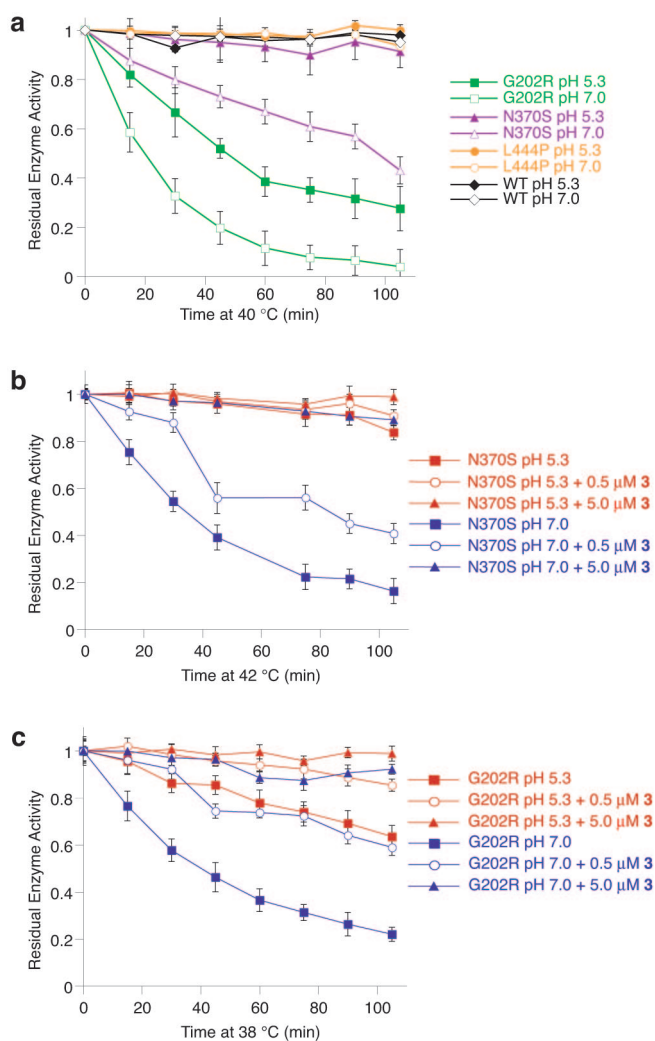 a
Residual Enzyme Activity
1
0.8
0.6
0.4
0.2
0
0 20 40 60 80 100
Time at 40 °C (min)
G202R pH 5.3
G202R pH 7.0
N370S pH 5.3
N370S pH 7.0
L444P pH 5.3
L444P pH 7.0
WT pH 5.3
WT pH 7.0
b
Residual Enzyme Activity
1
0.8
0.6
0.4
0.2
0
0 20 40 60 80 100
Time at 42 °C (min)
N370S pH 5.3
N370S pH 5.3 + 0.5 μM 3
N370S pH 5.3 + 5.0 μM 3
N370S pH 7.0
N370S pH 7.0 + 0.5 μM 3
N370S pH 7.0 + 5.0 μM 3
c
Residual Enzyme Activity
1
0.8
0.6
0.4
0.2
0
0 20 40 60 80 100
Time at 38 °C (min)
G202R pH 5.3
G202R pH 5.3 + 0.5 μM 3
G202R pH 5.3 + 5.0 μM 3
G202R pH 7.0
G202R pH 7.0 + 0.5 μM 3
G202R pH 7.0 + 5.0 μM 3